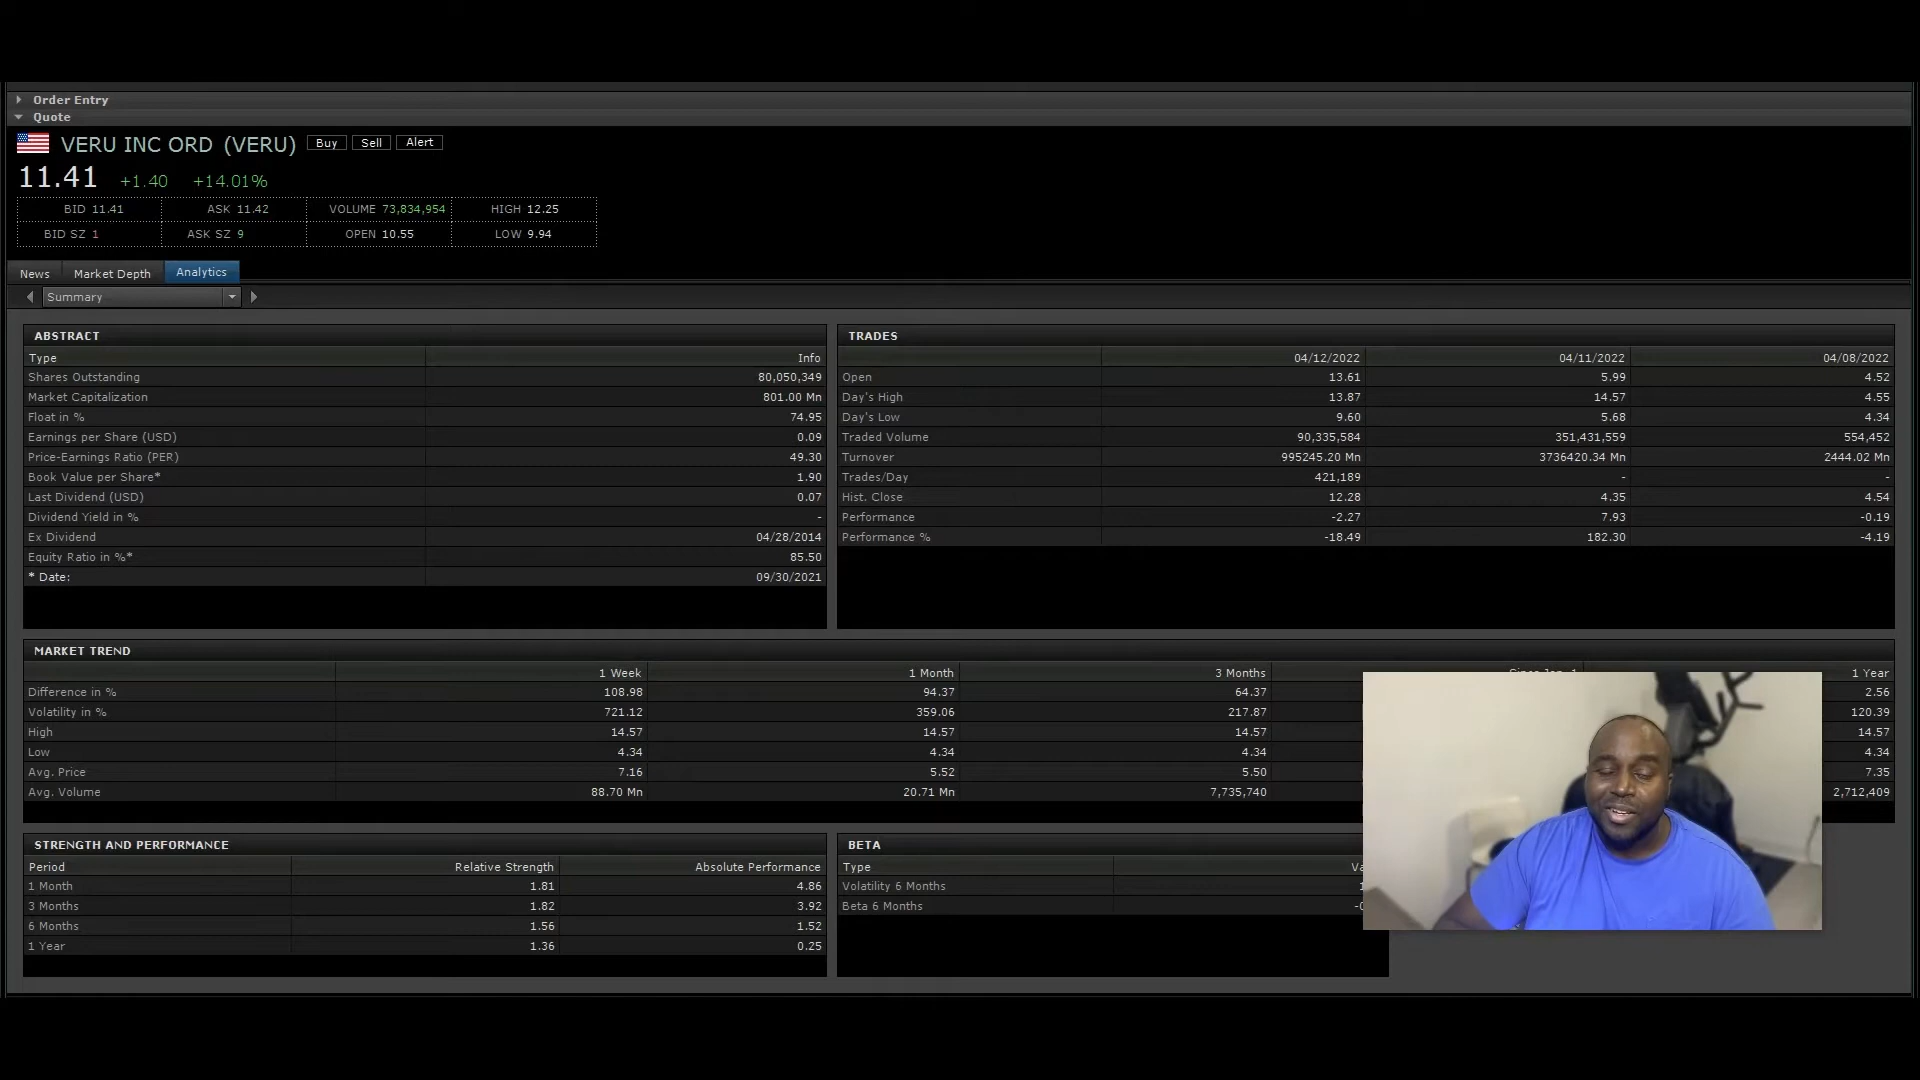 Order Entry
Quote
VERU INC ORD (VERU) Buy Sell Alert
11.41 +1.40 +14.01%
BID 11.41 ASK 11.42 VOLUME 73,834,954 HIGH 12.25
BID SZ 1 ASK SZ 9 OPEN 10.55 LOW 9.94
News Market Depth Analytics
Summary
ABSTRACT
Type Info
Shares Outstanding 80,050,349
Market Capitalization 801.00 Mn
Float in % 74.95
Earnings per Share (USD) 0.09
Price-Earnings Ratio (PER) 49.30
Book Value per Share* 1.90
Last Dividend (USD) 0.07
Dividend Yield in % -
Ex Dividend 04/28/2014
Equity Ratio in %* 85.50
* Date: 09/30/2021
TRADES
04/12/2022 04/11/2022 04/08/2022
Open 13.61 5.99 4.52
Day's High 13.87 14.57 4.55
Day's Low 9.60 5.68 4.34
Traded Volume 90,335,584 351,431,559 554,452
Turnover 995245.20 Mn 3736420.34 Mn 2444.02 Mn
Trades/Day 421,189 - -
Hist. Close 12.28 4.35 4.54
Performance -2.27 7.93 -0.19
Performance % -18.49 182.30 -4.19
MARKET TREND
1 Week 1 Month 3 Months 1 Year
Difference in % 108.98 94.37 64.37 2.56
Volatility in % 721.12 359.06 217.87 120.39
High 14.57 14.57 14.57 14.57
Low 4.34 4.34 4.34 4.34
Avg. Price 7.16 5.52 5.50 7.35
Avg. Volume 88.70 Mn 20.71 Mn 7,735,740 2,712,409
STRENGTH AND PERFORMANCE
Period Relative Strength Absolute Performance
1 Month 1.81 4.86
3 Months 1.82 3.92
6 Months 1.56 1.52
1 Year 1.36 0.25
BETA
Type
Volatility 6 Months
Beta 6 Months